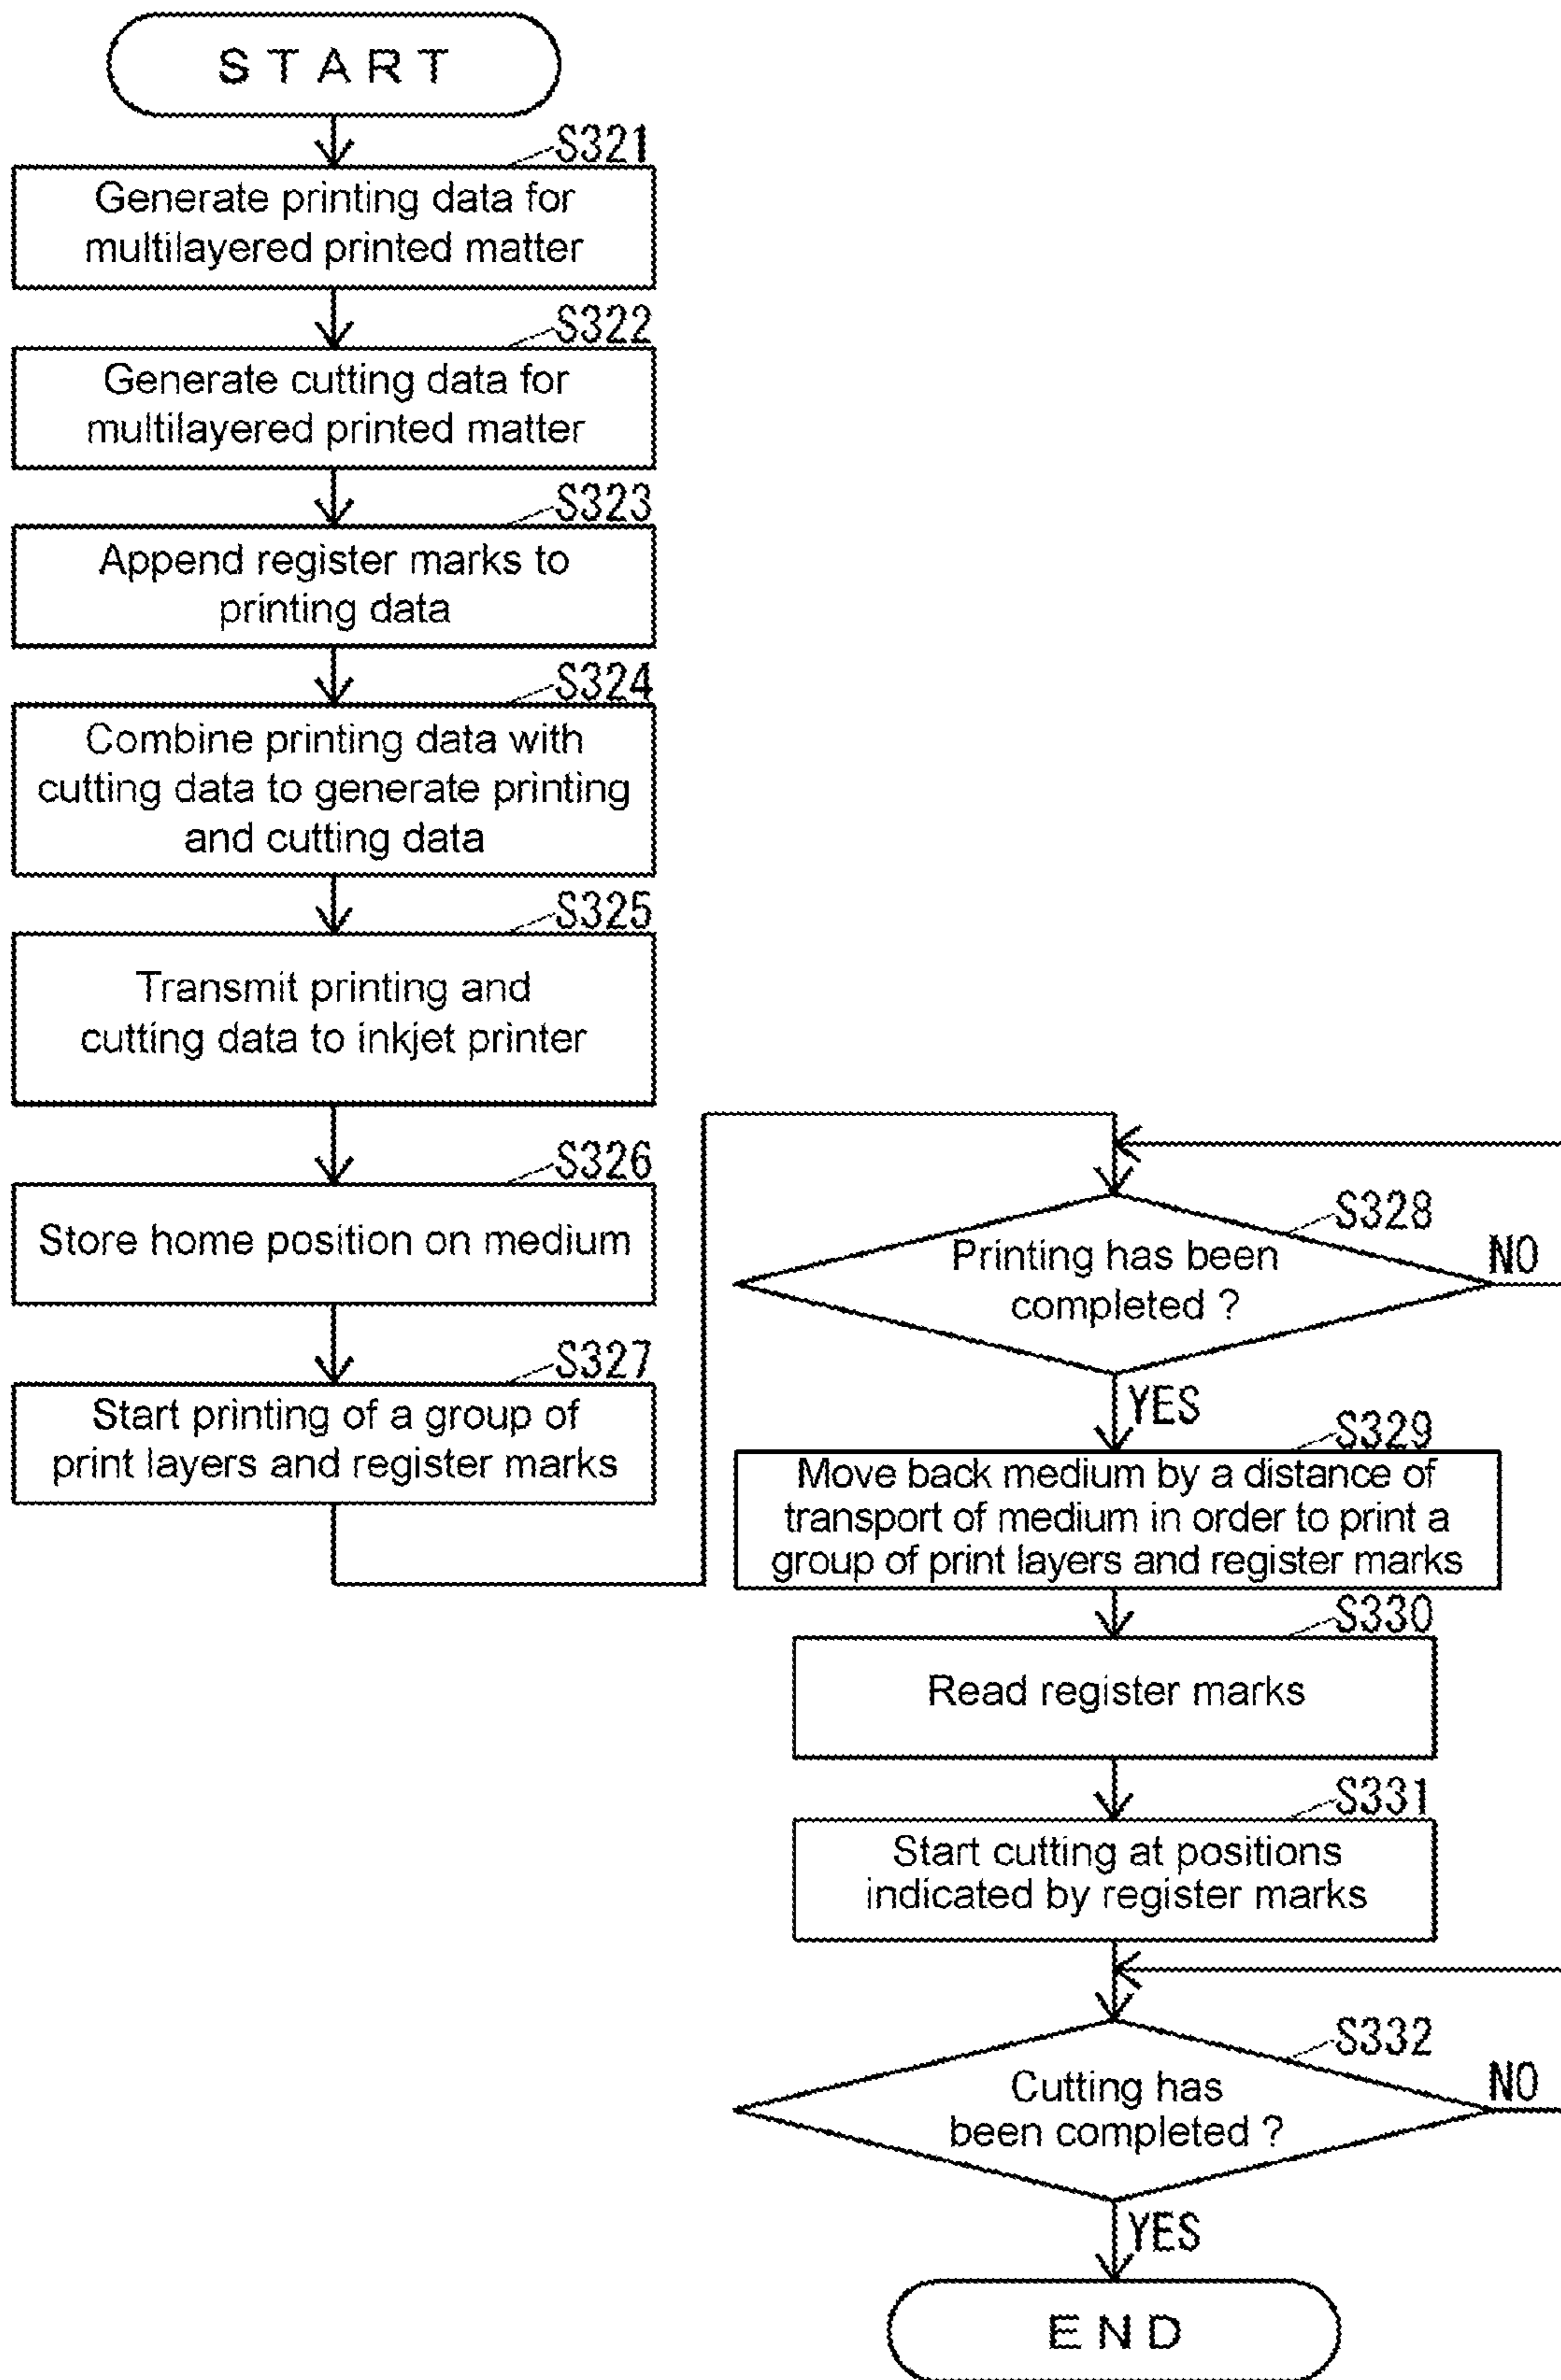 START
S321
Generate printing data for
multilayered printed matter
S322
Generate cutting data for
multilayered printed matter
S323
Append register marks to
printing data
S324
Combine printing data with
cutting data to generate printing
and cutting data
S325
Transmit printing and
cutting data to inkjet printer
S326
Store home position on medium
S327
Start printing of a group of
print layers and register marks
S328
Printing has been
completed ?
NO
YES
S329
Move back medium by a distance of
transport of medium in order to print a
group of print layers and register marks
S330
Read register marks
S331
Start cutting at positions
indicated by register marks
S332
Cutting has
been completed ?
NO
YES
END